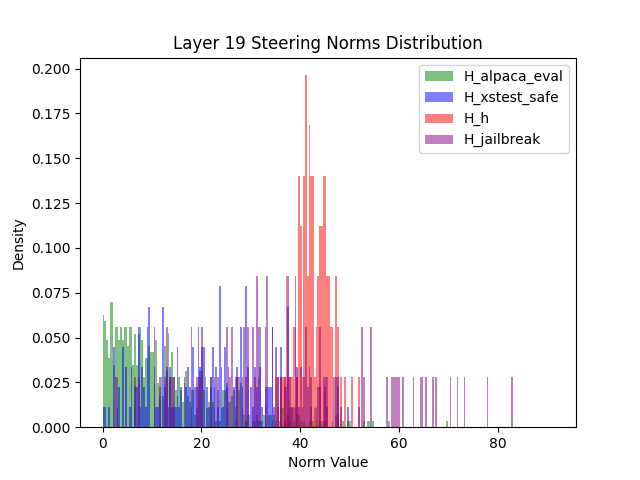 Layer 19 Steering Norms Distribution
H_alpaca_eval
H_xstest_safe
H_h
H_jailbreak
0.200
0.175
0.150
0.125
0.100
0.075
0.050
0.025
0.000
Density
0 20 40 60 80
Norm Value